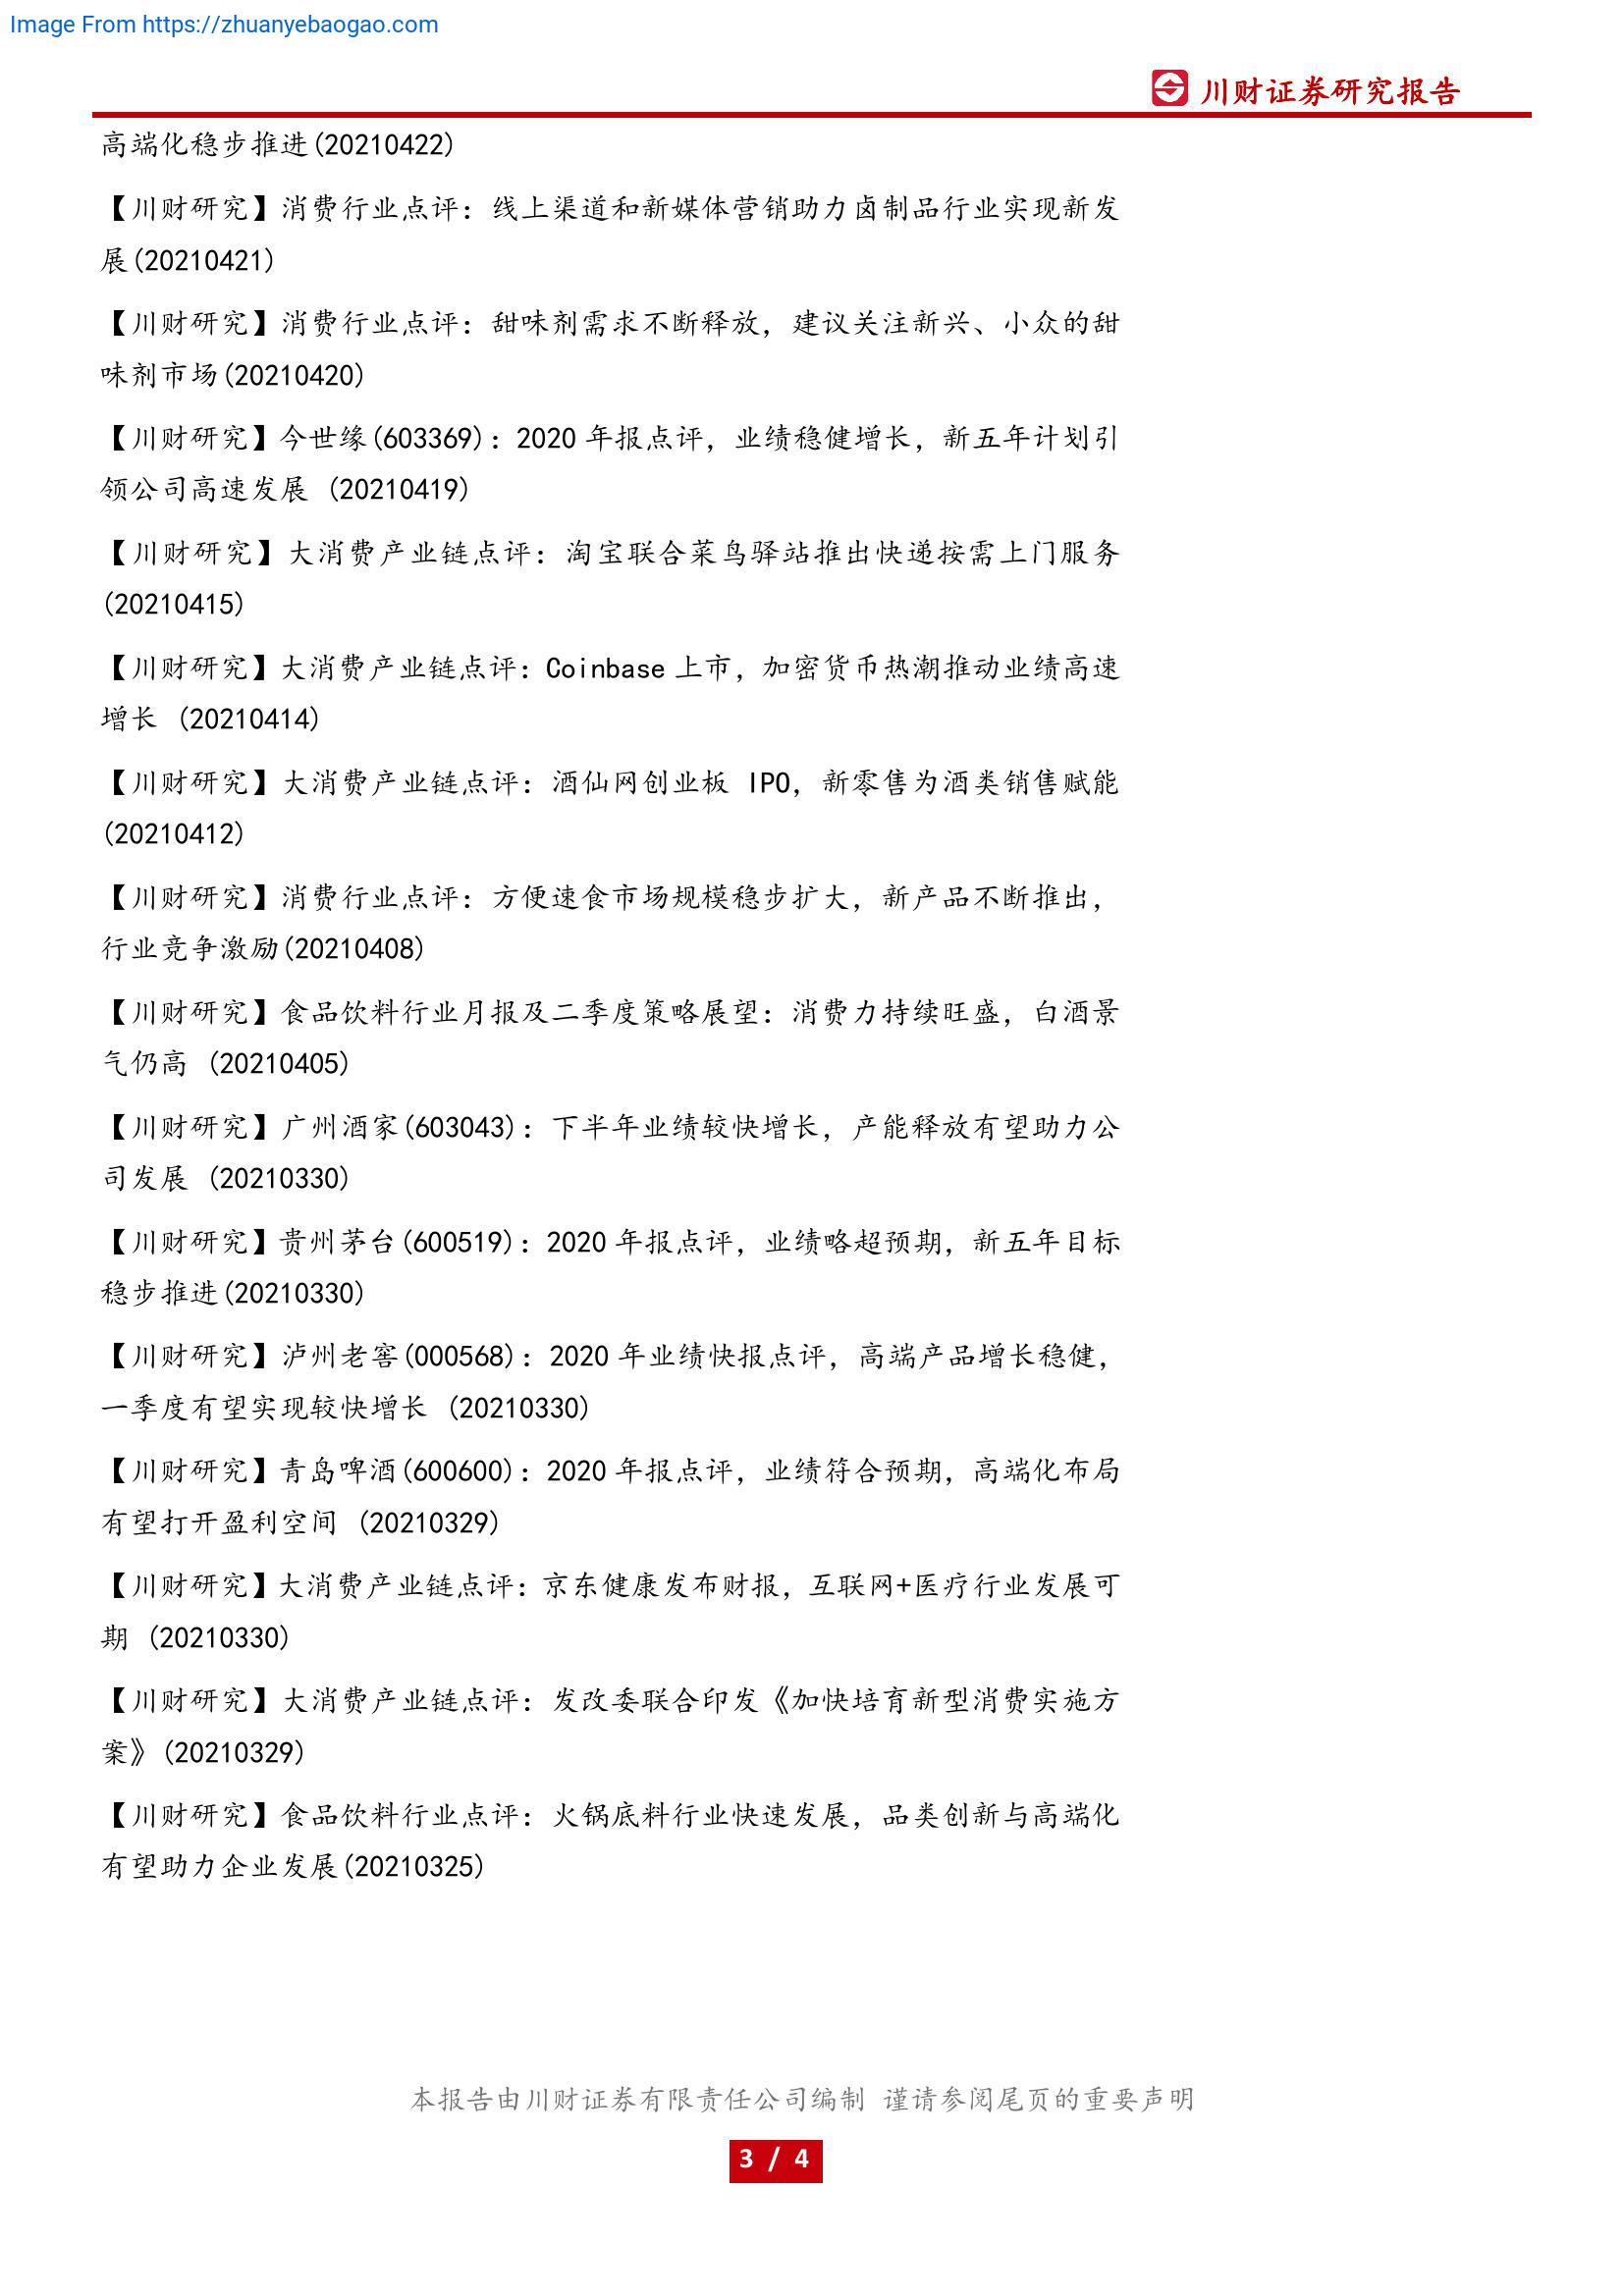 Image From https://zhuanyebaogao.com
川财证券研究报告
高端化稳步推进(20210422)
【川财研究】消费行业点评：线上渠道和新媒体营销助力卤制品行业实现新发
展(20210421)
【川财研究】消费行业点评：甜味剂需求不断释放，建议关注新兴、小众的甜
味剂市场(20210420)
【川财研究】今世缘(603369)：2020 年报点评，业绩稳健增长，新五年计划引
领公司高速发展 (20210419)
【川财研究】大消费产业链点评：淘宝联合菜鸟驿站推出快递按需上门服务
(20210415)
【川财研究】大消费产业链点评：Coinbase 上市，加密货币热潮推动业绩高速
增长 (20210414)
【川财研究】大消费产业链点评：酒仙网创业板 IPO，新零售为酒类销售赋能
(20210412)
【川财研究】消费行业点评：方便速食市场规模稳步扩大，新产品不断推出，
行业竞争激励(20210408)
【川财研究】食品饮料行业月报及二季度策略展望：消费力持续旺盛，白酒景
气仍高 (20210405)
【川财研究】广州酒家(603043)：下半年业绩较快增长，产能释放有望助力公
司发展 (20210330)
【川财研究】贵州茅台(600519)：2020 年报点评，业绩略超预期，新五年目标
稳步推进(20210330)
【川财研究】泸州老窖(000568)：2020 年业绩快报点评，高端产品增长稳健，
一季度有望实现较快增长 (20210330)
【川财研究】青岛啤酒(600600)：2020 年报点评，业绩符合预期，高端化布局
有望打开盈利空间 (20210329)
【川财研究】大消费产业链点评：京东健康发布财报，互联网+医疗行业发展可
期 (20210330)
【川财研究】大消费产业链点评：发改委联合印发《加快培育新型消费实施方
案》(20210329)
【川财研究】食品饮料行业点评：火锅底料行业快速发展，品类创新与高端化
有望助力企业发展(20210325)
本报告由川财证券有限责任公司编制 谨请参阅尾页的重要声明
3 / 4